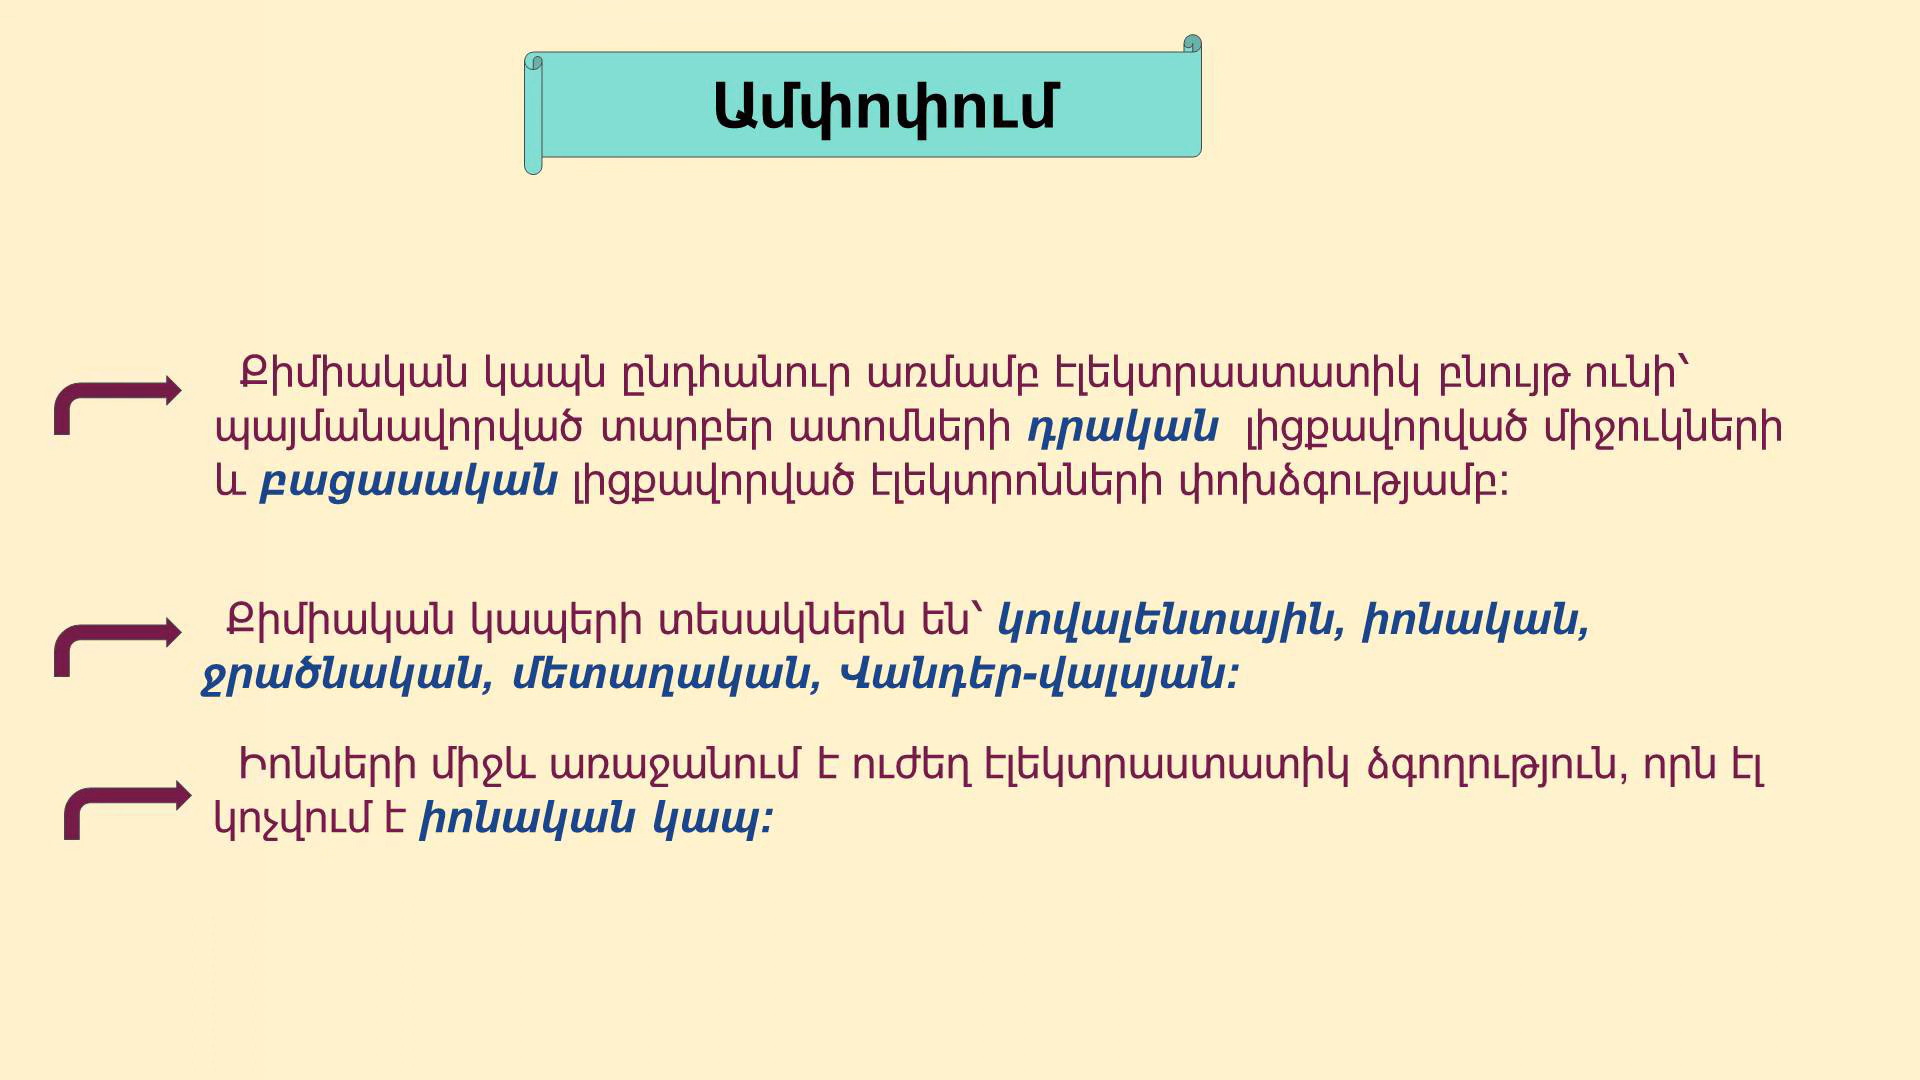 Ամփոփում
Քիմիական կապն ընդհանուր առմամբ էլեկտրաստատիկ բնույթ ունի՝
պայմանավորված տարբեր ատոմների դրական լիցքավորված միջուկների
և բացասական լիցքավորված էլեկտրոնների փոխձգությամբ:
Քիմիական կապերի տեսակներն են՝ կովալենտային, իոնական,
ջրածնական, մետաղական, Վանդեր-վալսյան:
Իոնների միջև առաջանում է ուժեղ էլեկտրաստատիկ ձգողություն, որն էլ
կոչվում է իոնական կապ: